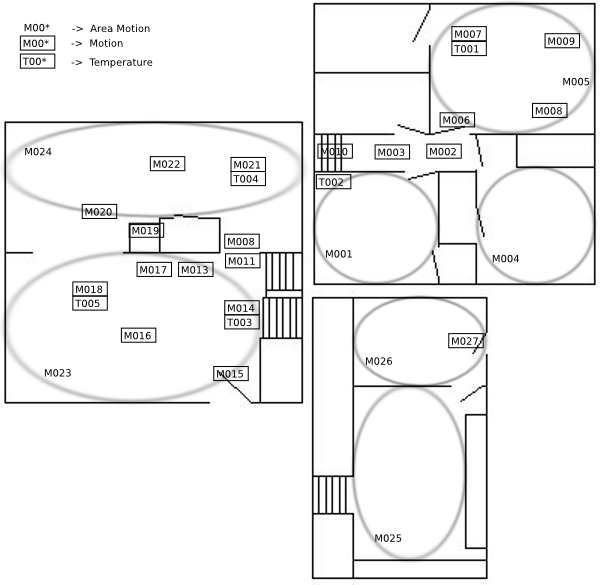 M00* -> Area Motion
M00* -> Motion
T00* -> Temperature
M007
T001
M009
M005
M008
M006
M010
M003
M002
T002
M001
M004
M024
M022
M021
T004
M020
M019
M008
M011
M017
M013
M018
T005
M014
T003
M016
M023
M015
M027
M026
M025